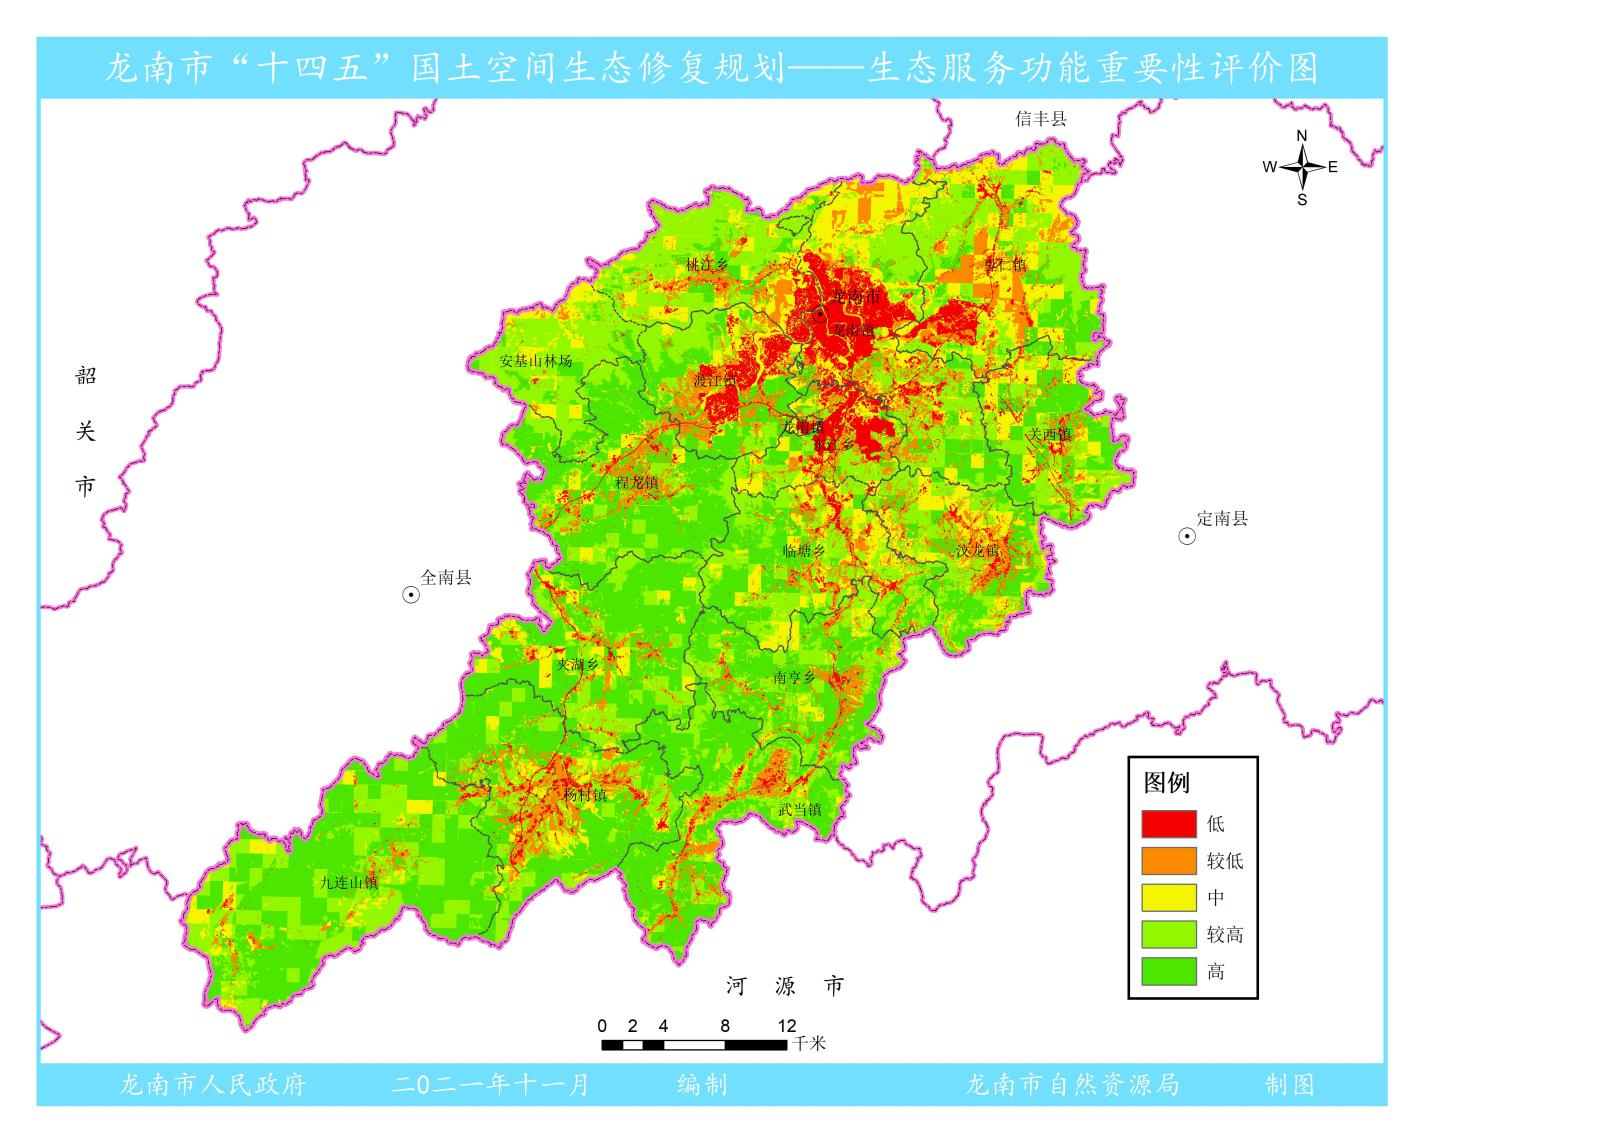 龙南市“十四五”国土空间生态修复规划——生态服务功能重要性评价图
信丰县
N
W
E
S
桃江乡
龙南市
龙南镇
安基山林场
渡江镇
东江乡
关西镇
程龙镇
临塘乡
汶龙镇
定南县
全南县
韶
关
市
夹湖乡
南亨乡
杨村镇
武当镇
九连山镇
图例
低
较低
中
较高
高
河源市
0 2 4 8 12
千米
龙南市人民政府 二〇二一年十一月 编制 龙南市自然资源局 制图